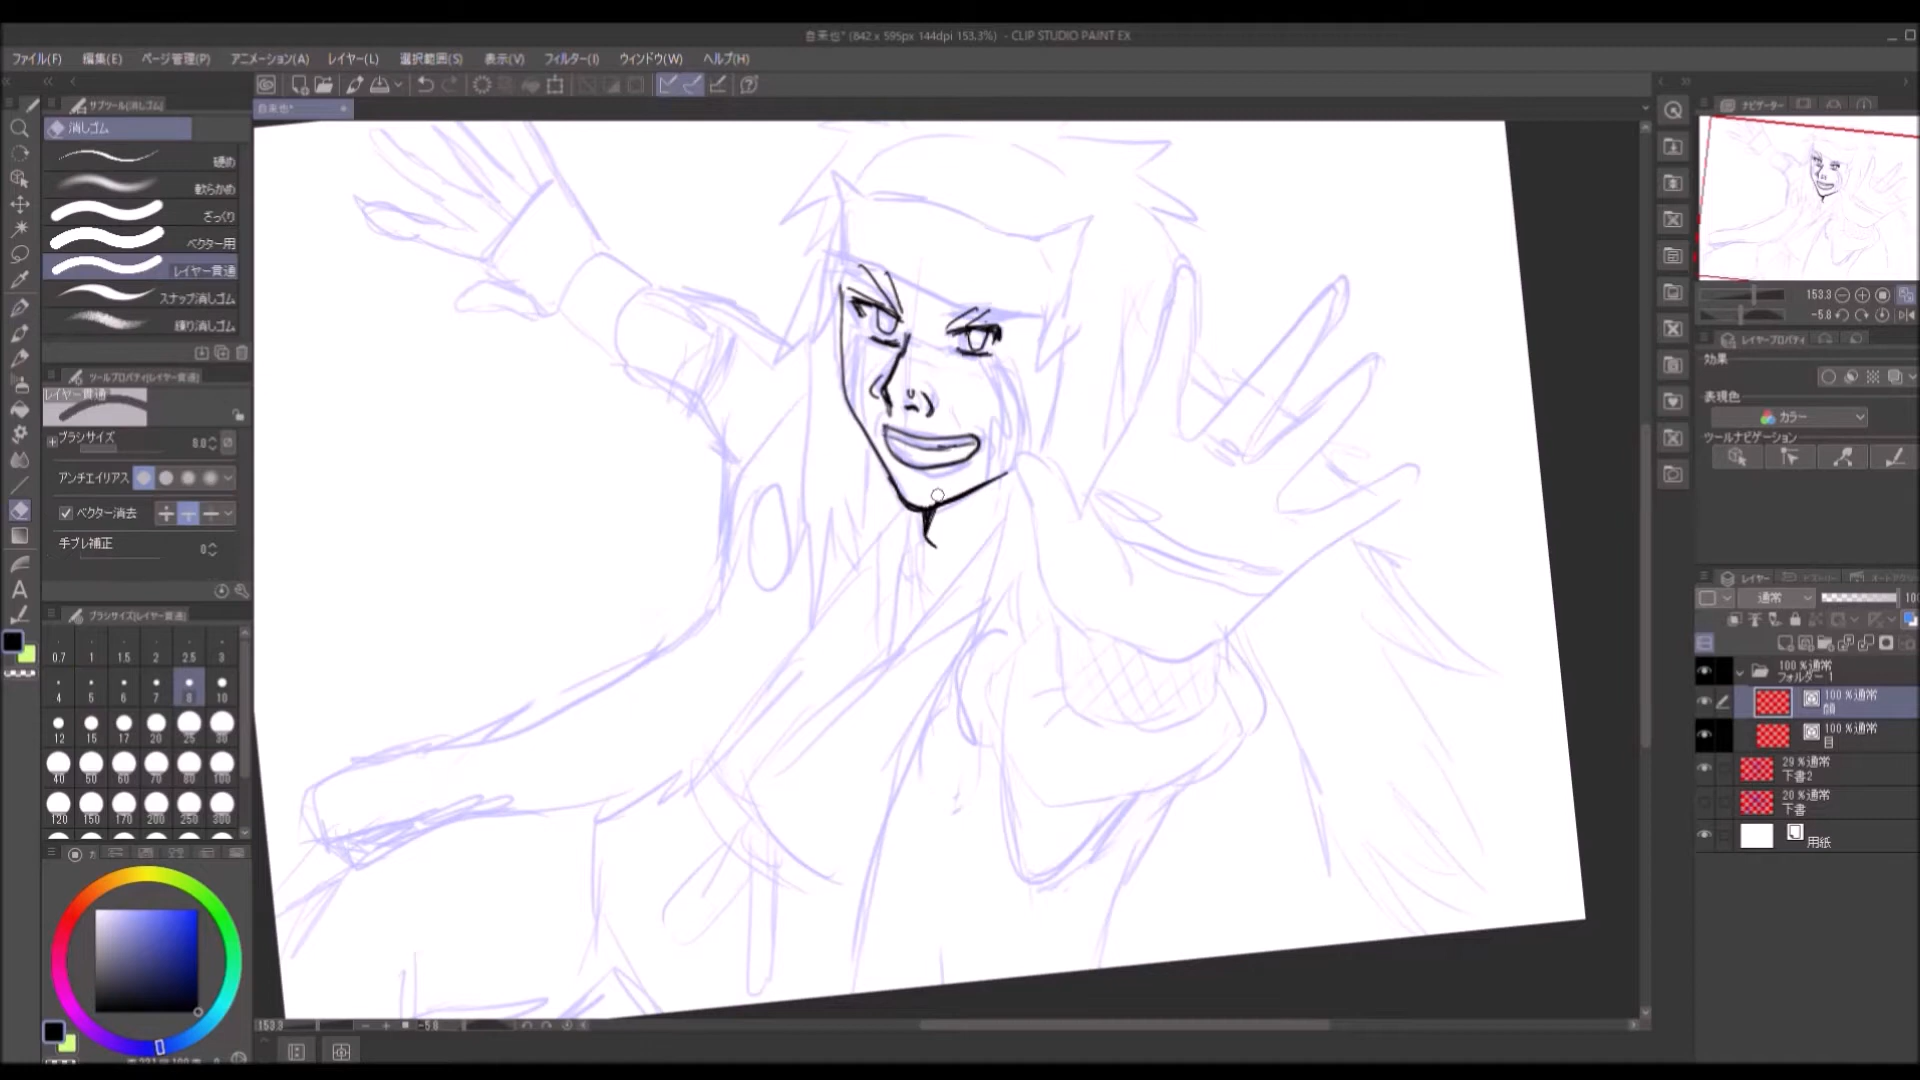 自来也* (842 x 595px 144dpi 153.3%) - CLIP STUDIO PAINT EX
ファイル(F) 編集(E) ページ管理(P) アニメーション(A) レイヤー(L) 選択範囲(S) 表示(V) フィルター(I) ウィンドウ(W) ヘルプ(H)
サブツール(消しゴム)
自来也*
ナビゲーター
消しゴム
硬め
軟らかめ
ざっくり
ベクター用
レイヤー貫通
スナップ消しゴム
練り消しゴム
153.3
-5.8
レイヤープロパティ
効果
ツールプロパティ(レイヤー貫通)
レイヤー貫通
表現色
カラー
ブラシサイズ 8.0
ツールナビゲーション
アンチエイリアス
ベクター消去
手ブレ補正 0
レイヤー
通常 100
ブラシサイズ(レイヤー貫通)
0.7 1 1.5 2 2.5 3
4 5 6 7 8 10
12 15 17 20 25 30
40 50 60 70 80 100
120 150 170 200 250 300
100 %通常
フォルダー 1
100 %通常
顔
100 %通常
目
29 %通常
下書2
20 %通常
下書
用紙
153.3 -5.8